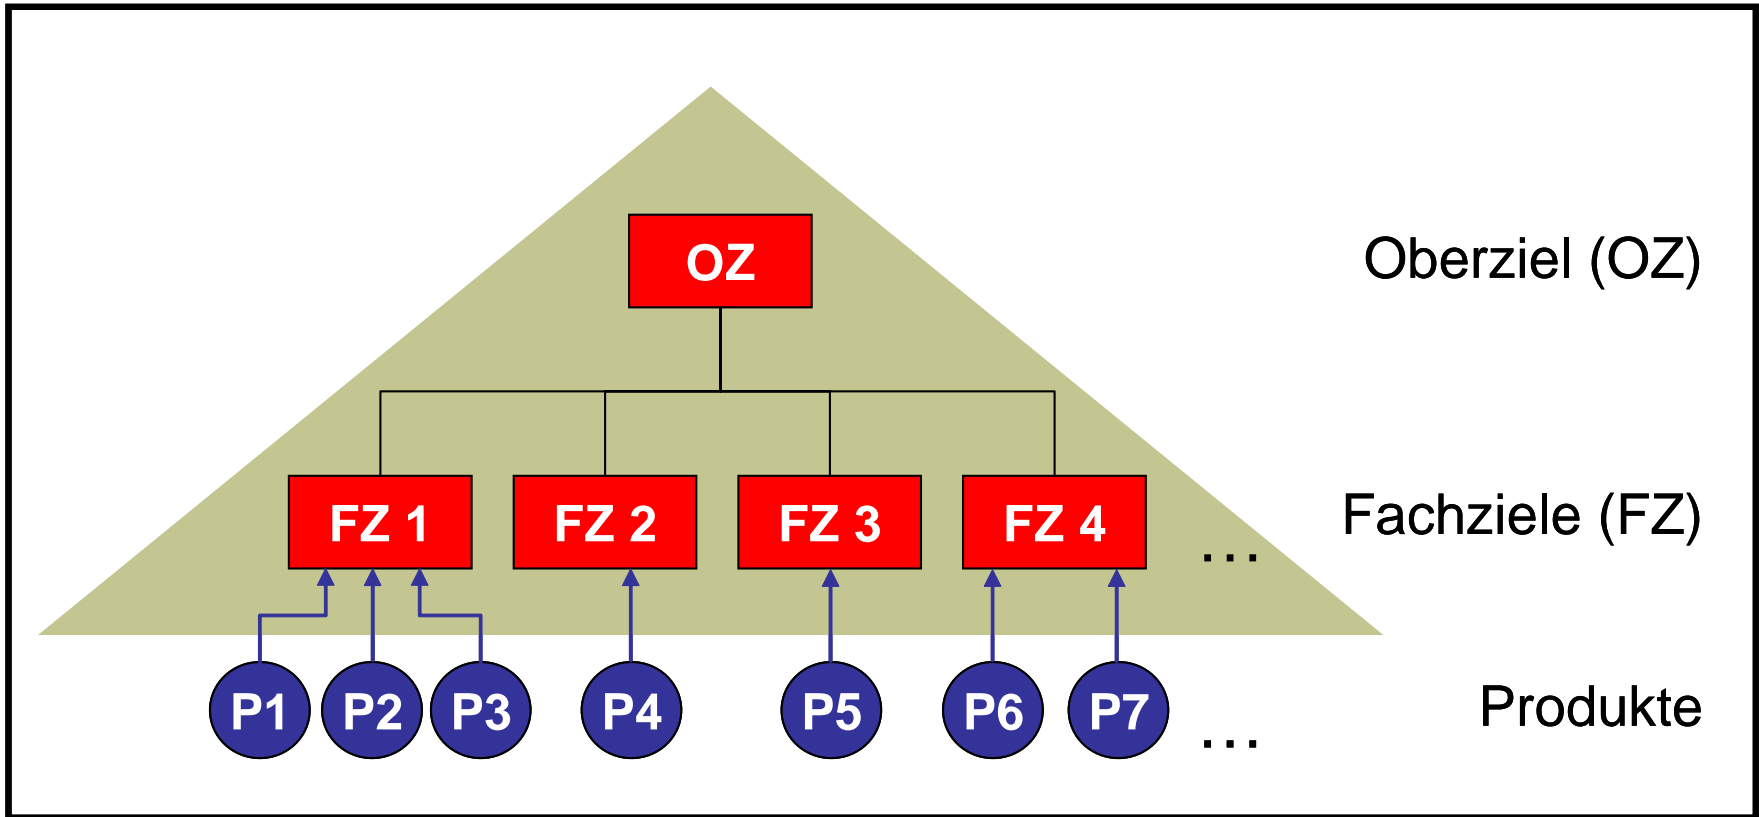 OZ
Oberziel (OZ)
FZ 1 FZ 2 FZ 3 FZ 4 ... Fachziele (FZ)
P1 P2 P3 P4 P5 P6 P7 ... Produkte